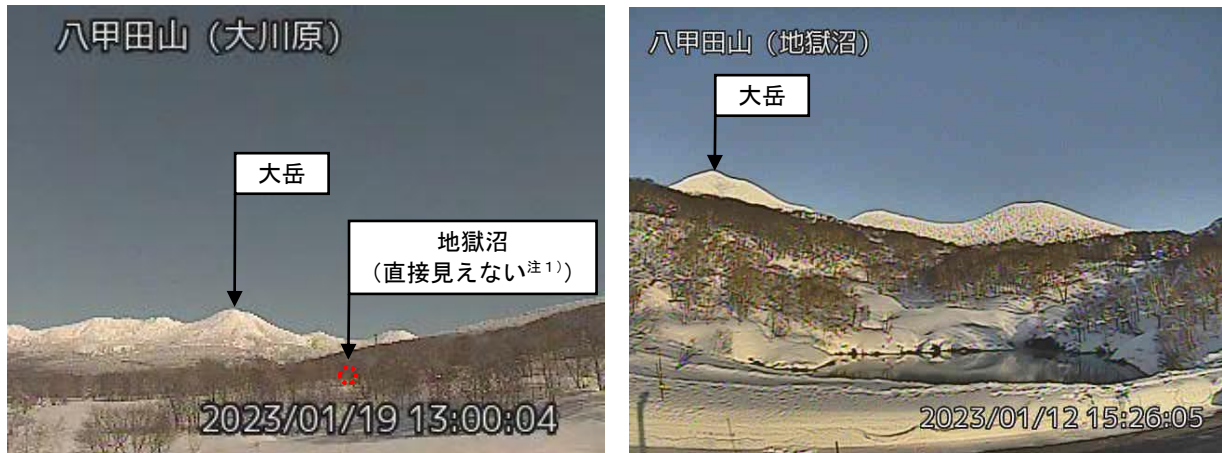 八甲田山（大川原）
大岳
地獄沼
（直接見えない注１））
2023/01/19 13:00:04
八甲田山（地獄沼）
大岳
2023/01/12 15:26:05